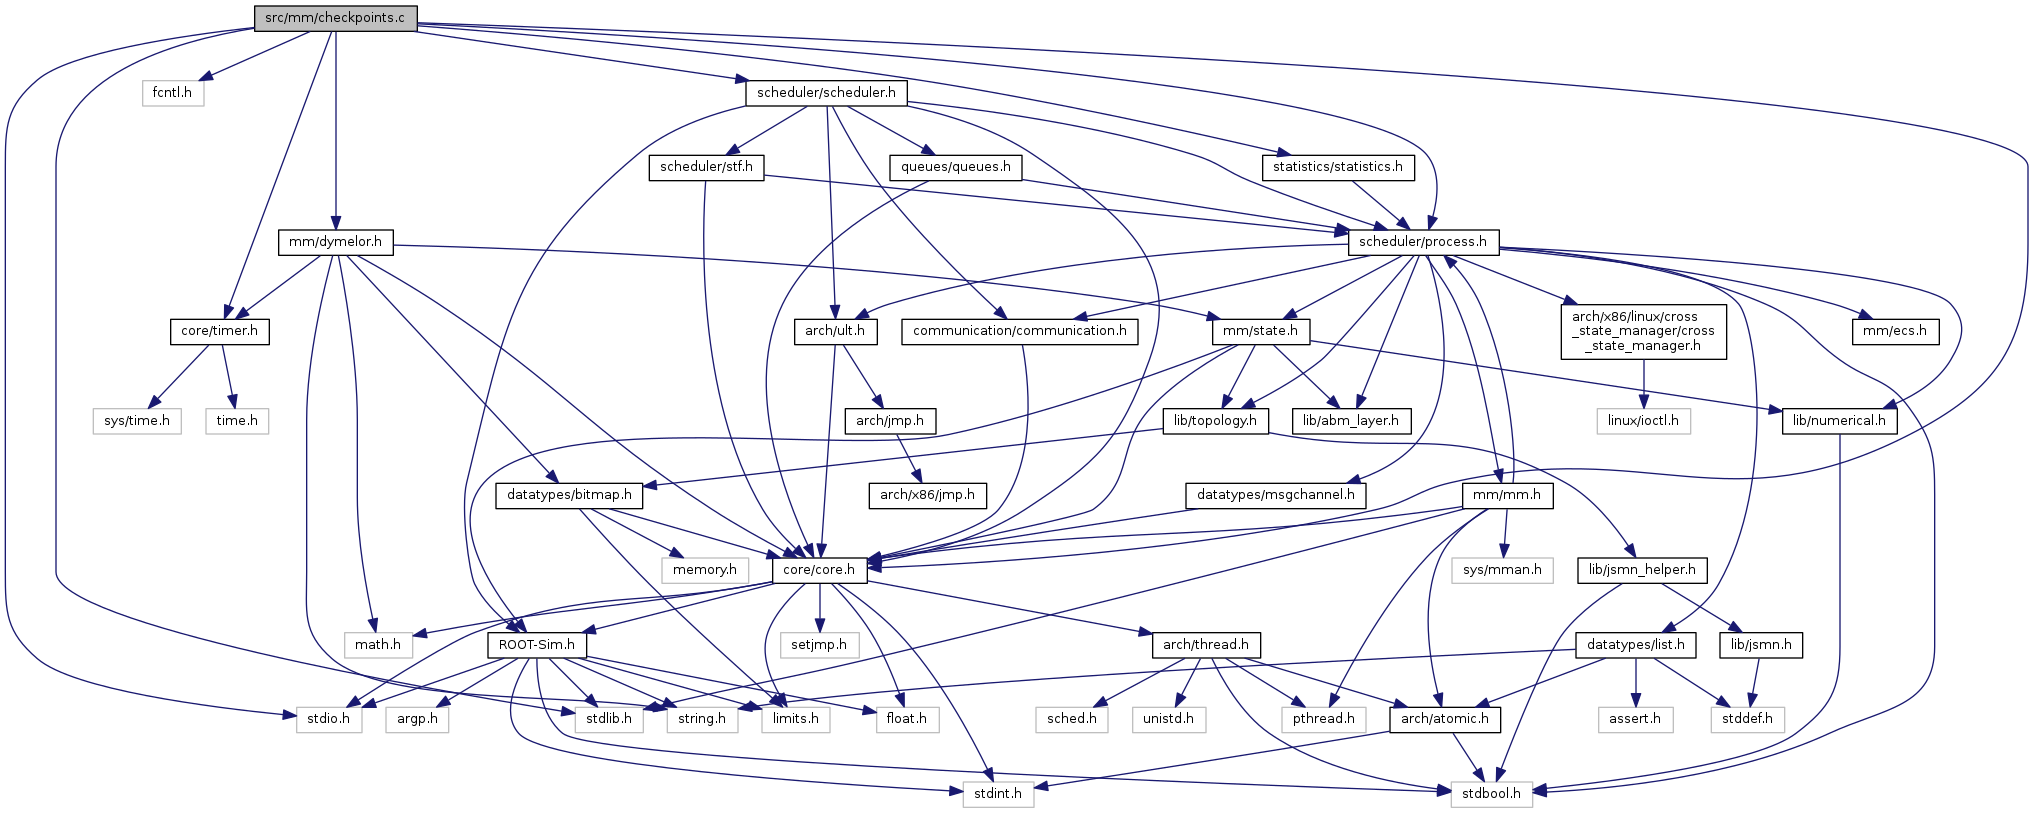 src/mm/checkpoints.c
fcntl.h
scheduler/scheduler.h
scheduler/stf.h
queues/queues.h
statistics/statistics.h
mm/dymelor.h
scheduler/process.h
core/timer.h
arch/ult.h
communication/communication.h
mm/state.h
arch/x86/linux/cross
_state_manager/cross
_state_manager.h
mm/ecs.h
sys/time.h
time.h
arch/jmp.h
lib/topology.h
lib/abm_layer.h
linux/ioctl.h
lib/numerical.h
datatypes/bitmap.h
arch/x86/jmp.h
datatypes/msgchannel.h
mm/mm.h
memory.h
core/core.h
sys/mman.h
lib/jsmn_helper.h
math.h
ROOT-Sim.h
setjmp.h
arch/thread.h
datatypes/list.h
lib/jsmn.h
stdio.h
argp.h
stdlib.h
string.h
limits.h
float.h
sched.h
unistd.h
pthread.h
arch/atomic.h
assert.h
stddef.h
stdint.h
stdbool.h